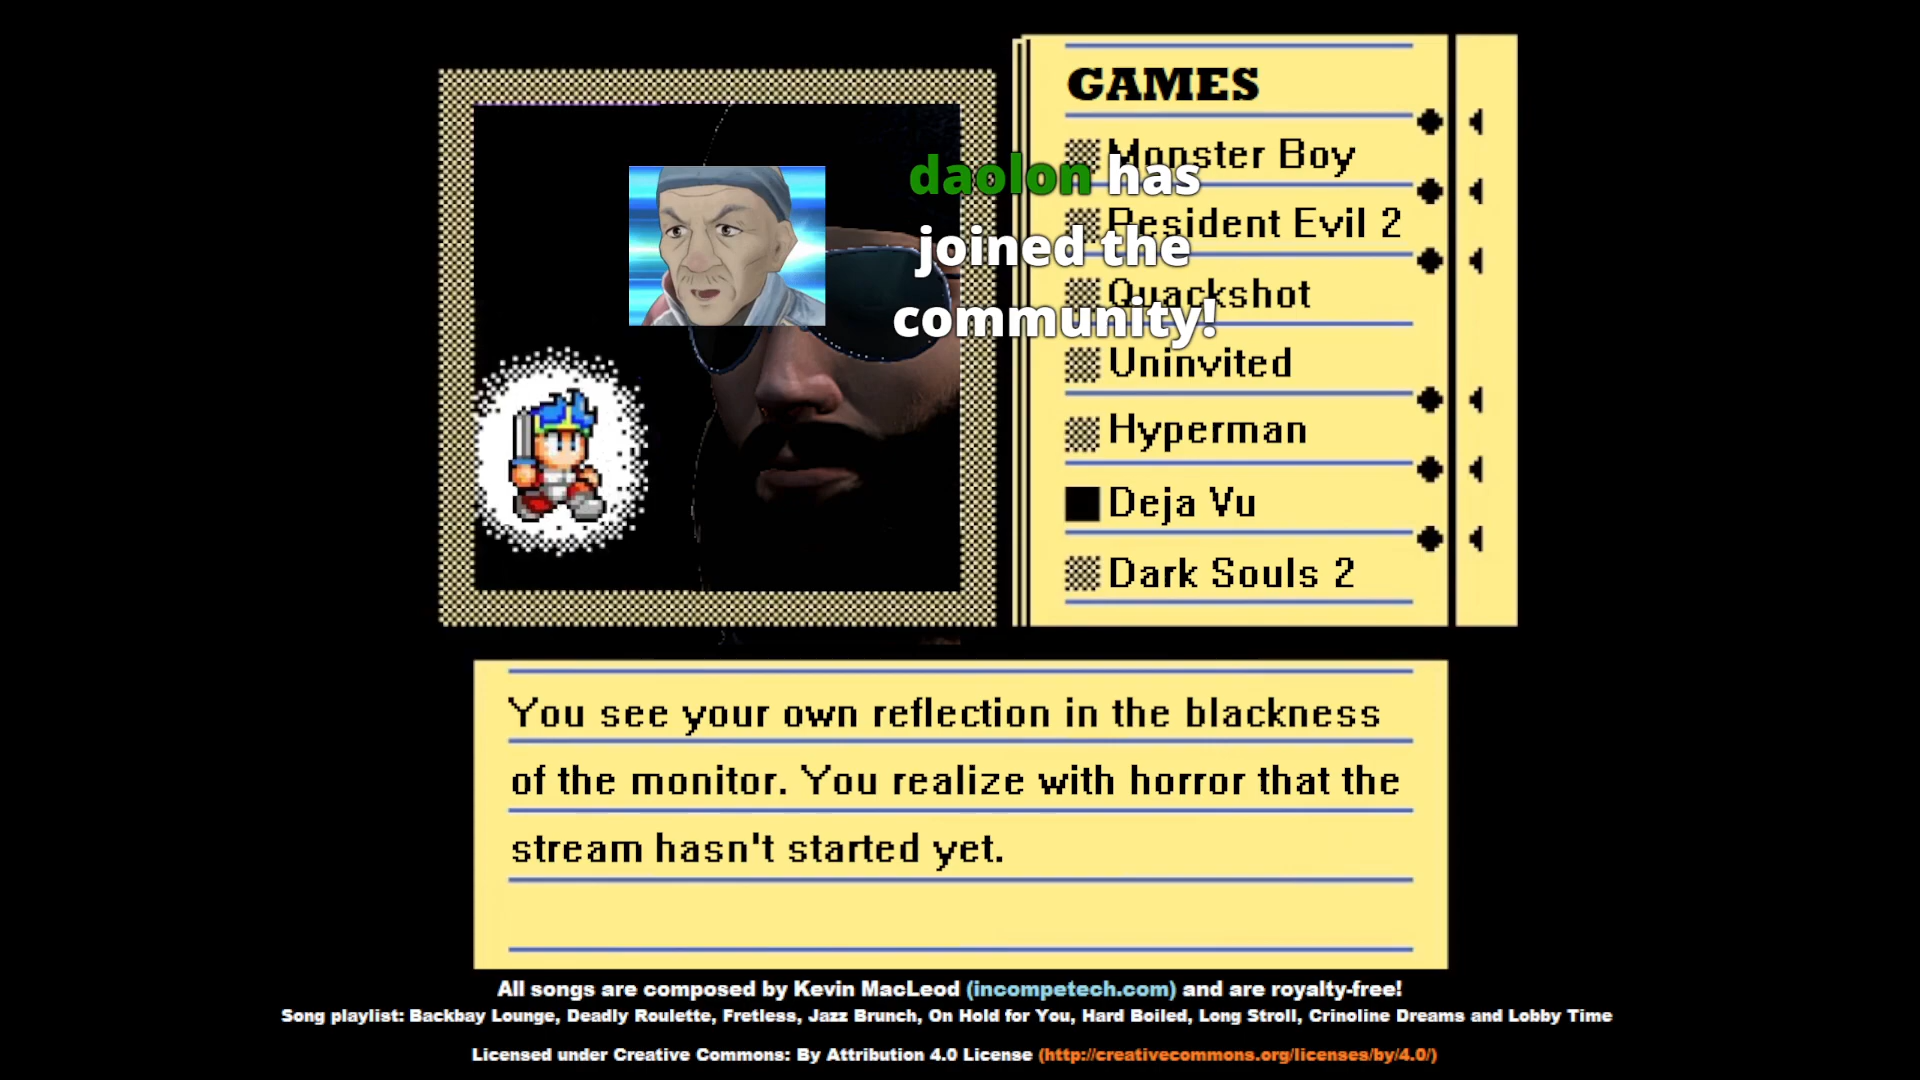 GAMES
Monster Boy
Resident Evil 2
Quackshot
Uninvited
Hyperman
Deja Vu
Dark Souls 2
daolon has
joined the
community!
You see your own reflection in the blackness
of the monitor. You realize with horror that the
stream hasn't started yet.
All songs are composed by Kevin MacLeod (incompetech.com) and are royalty-free!
Song playlist: Backbay Lounge, Deadly Roulette, Fretless, Jazz Brunch, On Hold for You, Hard Boiled, Long Stroll, Crinoline Dreams and Lobby Time
Licensed under Creative Commons: By Attribution 4.0 License (http://creativecommons.org/licenses/by/4.0/)